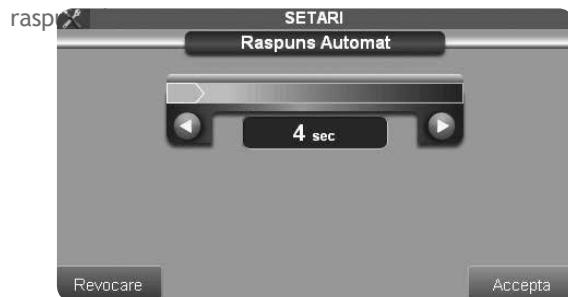 SETARI
Raspuns Automat
4 sec
Revocare
Accepta